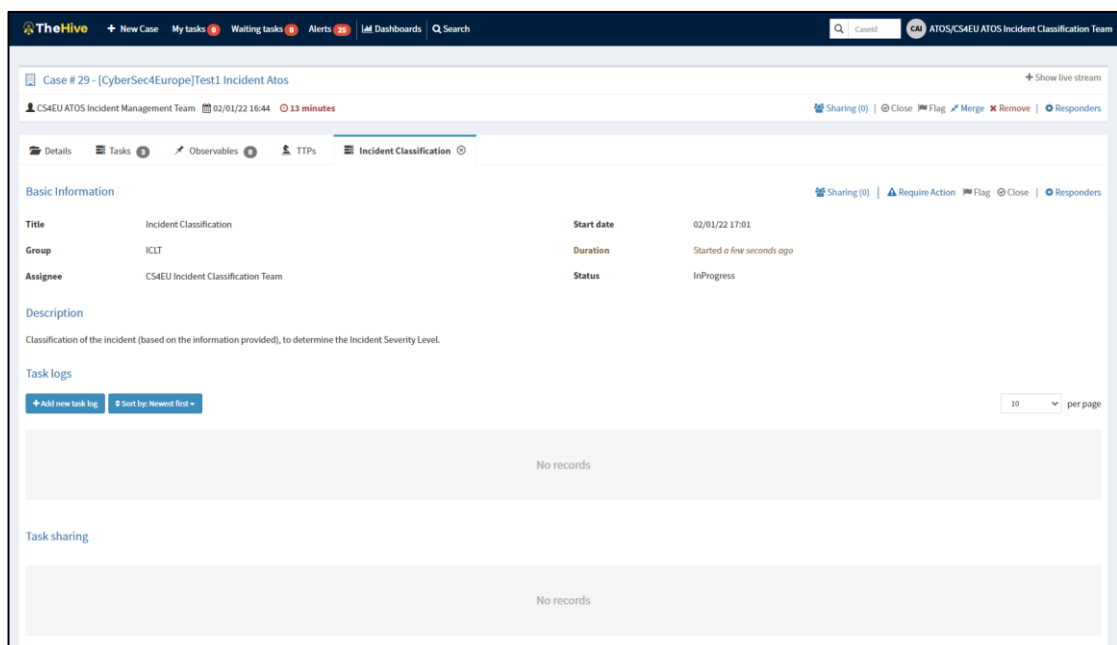 TheHive + New Case My tasks 0 Waiting tasks 0 Alerts 25 Dashboards Search CaseId CAI ATOS/CS4EU ATOS Incident Classification Team
Case # 29 - [CyberSec4Europe]Test1 Incident Atos + Show live stream
CS4EU ATOS Incident Management Team 02/01/22 16:44 13 minutes Sharing (0) | Close Flag Merge Remove | Responders
Details Tasks 3 Observables 0 TTPs Incident Classification
Basic Information Sharing (0) | Require Action Flag Close | Responders
Title Incident Classification Start date 02/01/22 17:01
Group ICLT Duration Started a few seconds ago
Assignee CS4EU Incident Classification Team Status InProgress
Description
Classification of the incident (based on the information provided), to determine the Incident Severity Level.
Task logs
+ Add new task log Sort by: Newest first 10 per page
No records
Task sharing
No records